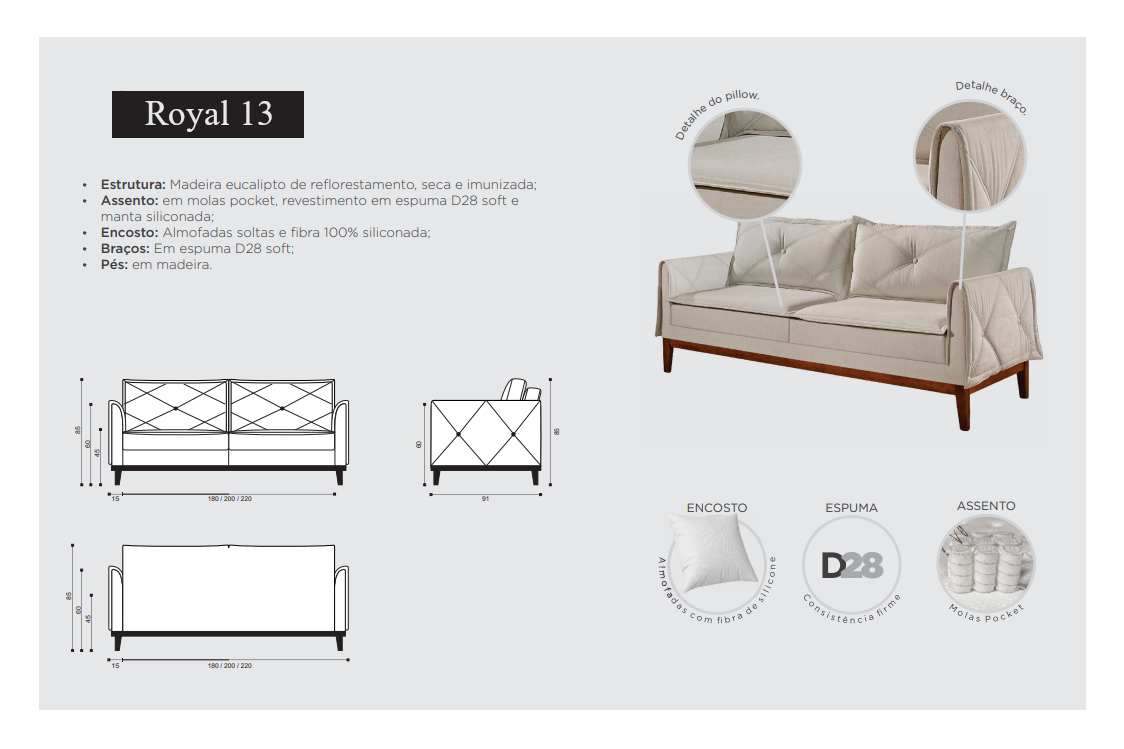 Royal 13
• Estrutura: Madeira eucalipto de reflorestamento, seca e imunizada;
• Assento: em molas pocket, revestimento em espuma D28 soft e
manta siliconada;
• Encosto: Almofadas soltas e fibra 100% siliconada;
• Braços: Em espuma D28 soft;
• Pés: em madeira.
Detalhe do pillow.
Detalhe braço.
85
60
45
15
180 / 200 / 220
60
85
91
85
60
45
15
180 / 200 / 220
ENCOSTO
Almofadas com fibra de silicone
ESPUMA
D28
Consistência firme
ASSENTO
Molas Pocket